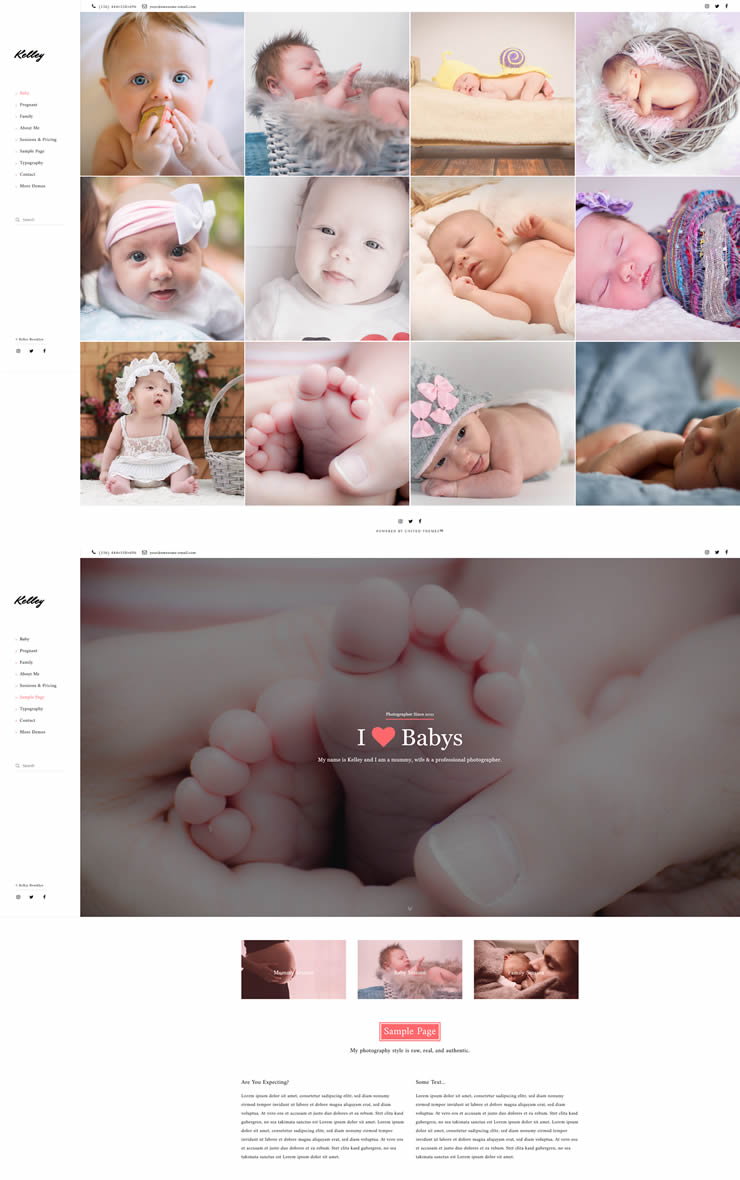 (336) 444-338-696 your@awesome-email.com
Kelley
Baby
Pregnant
Family
About Me
Sessions & Pricing
Sample Page
Typography
Contact
More Demos
Search
© Kelley Brooklyn
POWERED BY UNITED THEMES™
(336) 444-338-696 your@awesome-email.com
Kelley
Baby
Pregnant
Family
About Me
Sessions & Pricing
Sample Page
Typography
Contact
More Demos
Search
© Kelley Brooklyn
Photographer Since
I ❤ Babys
My name is Kelley and I am a mummy, wife & a professional photographer.
Mummy Session
Baby Session
Family Session
Sample Page
My photography style is raw, real, and authentic.
Are You Expecting?
Lorem ipsum dolor sit amet, consetetur sadipscing elitr, sed diam nonumy
eirmod tempor invidunt ut labore et dolore magna aliquyam erat, sed diam
voluptua. At vero eos et accusam et justo duo dolores et ea rebum. Stet clita kasd
gubergren, no sea takimata sanctus est Lorem ipsum dolor sit amet. Lorem
ipsum dolor sit amet, consetetur sadipscing elitr, sed diam nonumy eirmod tempor
invidunt ut labore et dolore magna aliquyam erat, sed diam voluptua. At vero eos
et accusam et justo duo dolores et ea rebum. Stet clita kasd gubergren, no sea
takimata sanctus est Lorem ipsum dolor sit amet.
Some Text...
Lorem ipsum dolor sit amet, consetetur sadipscing elitr, sed diam nonumy
eirmod tempor invidunt ut labore et dolore magna aliquyam erat, sed diam
voluptua. At vero eos et accusam et justo duo dolores et ea rebum. Stet clita kasd
gubergren, no sea takimata sanctus est Lorem ipsum dolor sit amet. Lorem
ipsum dolor sit amet, consetetur sadipscing elitr, sed diam nonumy eirmod tempor
invidunt ut labore et dolore magna aliquyam erat, sed diam voluptua. At vero eos
et accusam et justo duo dolores et ea rebum. Stet clita kasd gubergren, no sea
takimata sanctus est Lorem ipsum dolor sit amet.